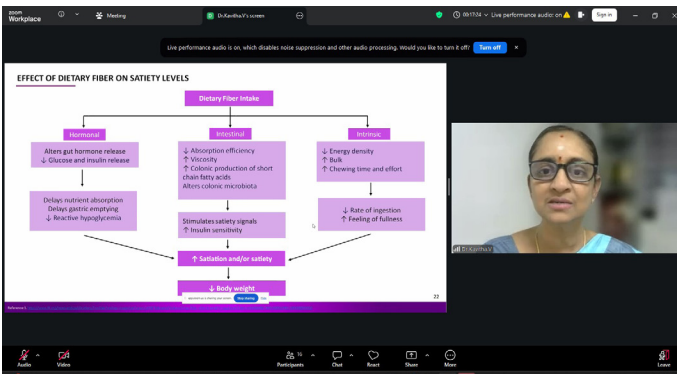 zoom
Workplace
Meeting
Dr.Kavitha.V's screen
00:17:24
Live performance audio: on
Sign in
Live performance audio is on, which disables noise suppression and other audio processing. Would you like to turn it off?
Turn off
EFFECT OF DIETARY FIBER ON SATIETY LEVELS
Dietary Fiber Intake
Hormonal
Alters gut hormone release
↓ Glucose and insulin release
Delays nutrient absorption
Delays gastric emptying
↓ Reactive hypoglycemia
Intestinal
↓ Absorption efficiency
↑ Viscosity
↑ Colonic production of short
chain fatty acids
Alters colonic microbiota
Stimulates satiety signals
↑ Insulin sensitivity
Intrinsic
↓ Energy density
↑ Bulk
↑ Chewing time and effort
↓ Rate of ingestion
↑ Feeling of fullness
↑ Satiation and/or satiety
↓ Body weight
Stop sharing
Hide
22
Dr.Kavitha.V
Audio
Video
Participants
16
Chat
React
Share
More
Leave